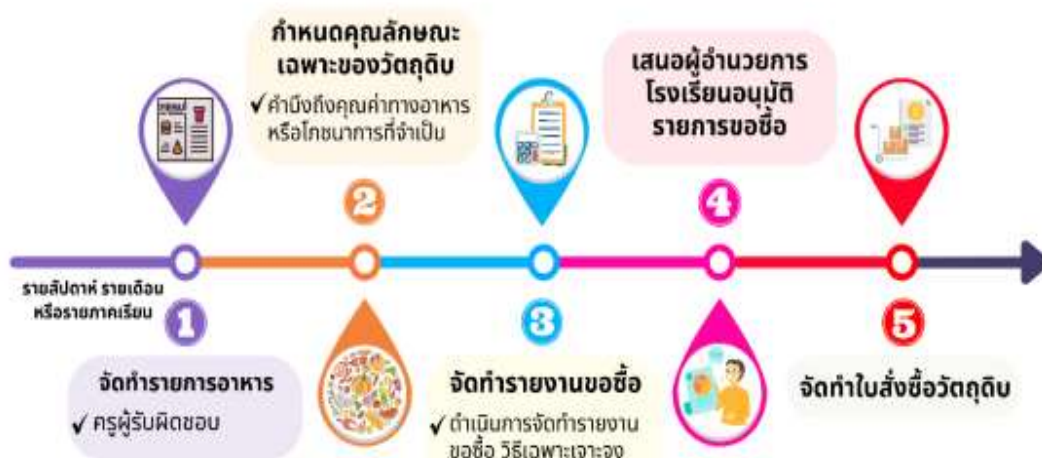 กำหนดคุณลักษณะ
เฉพาะของวัตถุดิบ
✓ คำนึงถึงคุณค่าทางอาหาร
หรือโภชนาการที่จำเป็น
เสนอผู้อำนวยการ
โรงเรียนอนุมัติ
รายการขอซื้อ
2
4
รายสัปดาห์ รายเดือน
หรือรายภาคเรียน
1
3
5
จัดทำรายการอาหาร
✓ ครูผู้รับผิดชอบ
จัดทำรายงานขอซื้อ
✓ ดำเนินการจัดทำรายงาน
ขอซื้อ วิธีเฉพาะเจาะจง
จัดทำใบสั่งซื้อวัตถุดิบ